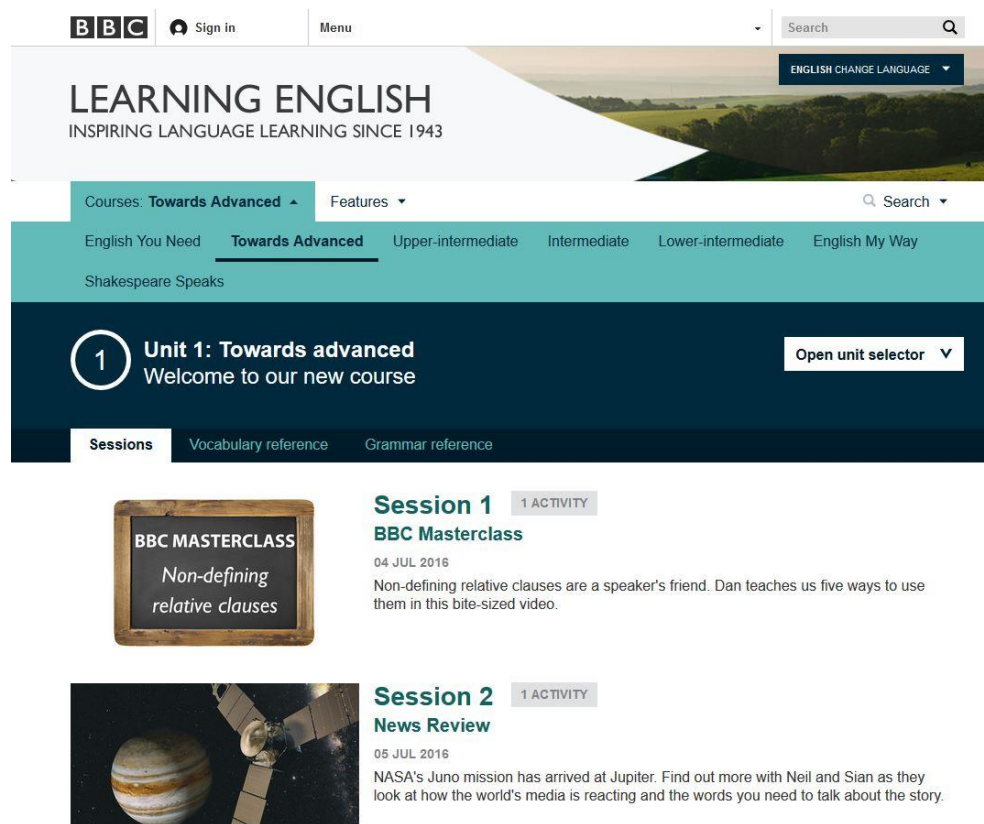 BBC Sign in Menu Search
ENGLISH CHANGE LANGUAGE
LEARNING ENGLISH
INSPIRING LANGUAGE LEARNING SINCE 1943
Courses: Towards Advanced Features Search
English You Need Towards Advanced Upper-intermediate Intermediate Lower-intermediate English My Way
Shakespeare Speaks
1
Unit 1: Towards advanced
Welcome to our new course
Open unit selector
Sessions Vocabulary reference Grammar reference
BBC MASTERCLASS
Non-defining
relative clauses
Session 1 1 ACTIVITY
BBC Masterclass
04 JUL 2016
Non-defining relative clauses are a speaker's friend. Dan teaches us five ways to use
them in this bite-sized video.
Session 2 1 ACTIVITY
News Review
05 JUL 2016
NASA's Juno mission has arrived at Jupiter. Find out more with Neil and Sian as they
look at how the world's media is reacting and the words you need to talk about the story.